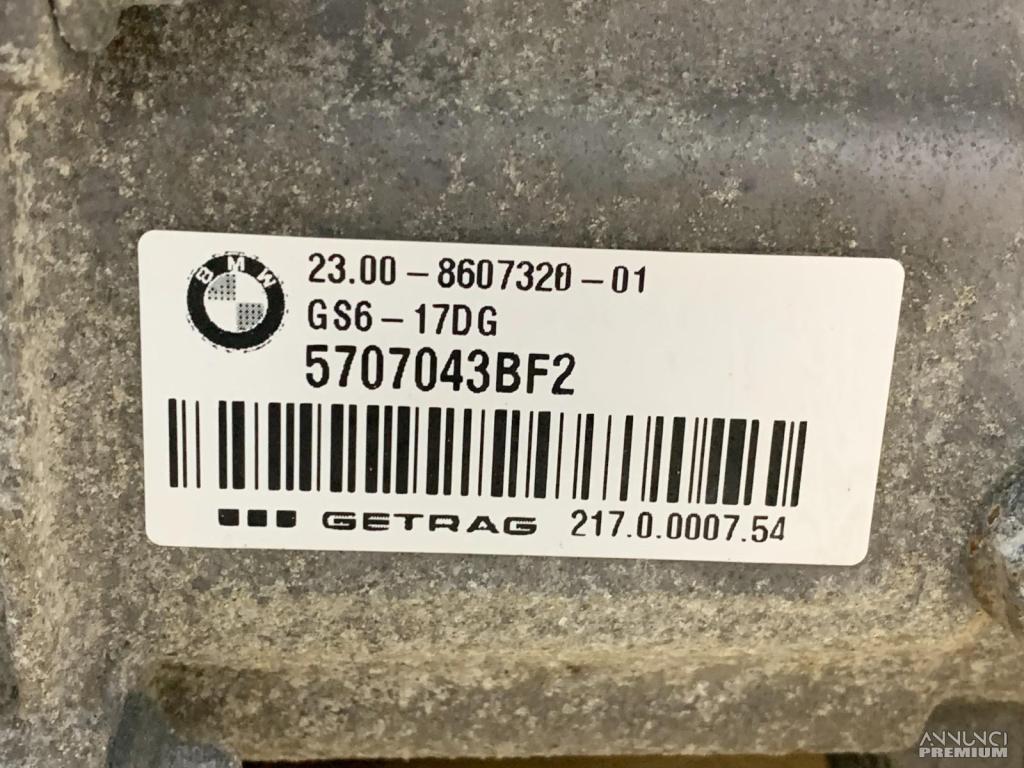 BMW
23.00-8607320-01
GS6-17DG
5707043BF2
GETRAG 217.0.0007.54
ANNUNCI
PREMIUM